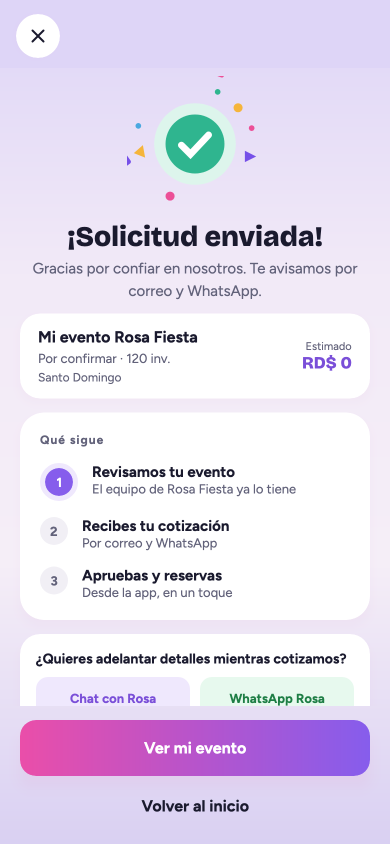 ¡Solicitud enviada!
Gracias por confiar en nosotros. Te avisamos por
correo y WhatsApp.
Mi evento Rosa Fiesta
Por confirmar · 120 inv.
Santo Domingo
Estimado
RD$ 0
Qué sigue
1
Revisamos tu evento
El equipo de Rosa Fiesta ya lo tiene
2
Recibes tu cotización
Por correo y WhatsApp
3
Apruebas y reservas
Desde la app, en un toque
¿Quieres adelantar detalles mientras cotizamos?
Chat con Rosa
WhatsApp Rosa
Ver mi evento
Volver al inicio